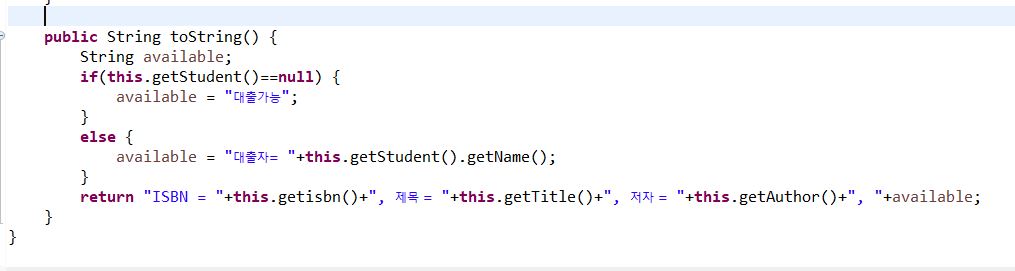 public String toString() {
String available;
if(this.getStudent()==null) {
available = "대출가능";
}
else {
available = "대출자= "+this.getStudent().getName();
}
return "ISBN = "+this.getisbn()+", 제목 = "+this.getTitle()+", 저자 = "+this.getAuthor()+", "+available;
}
}